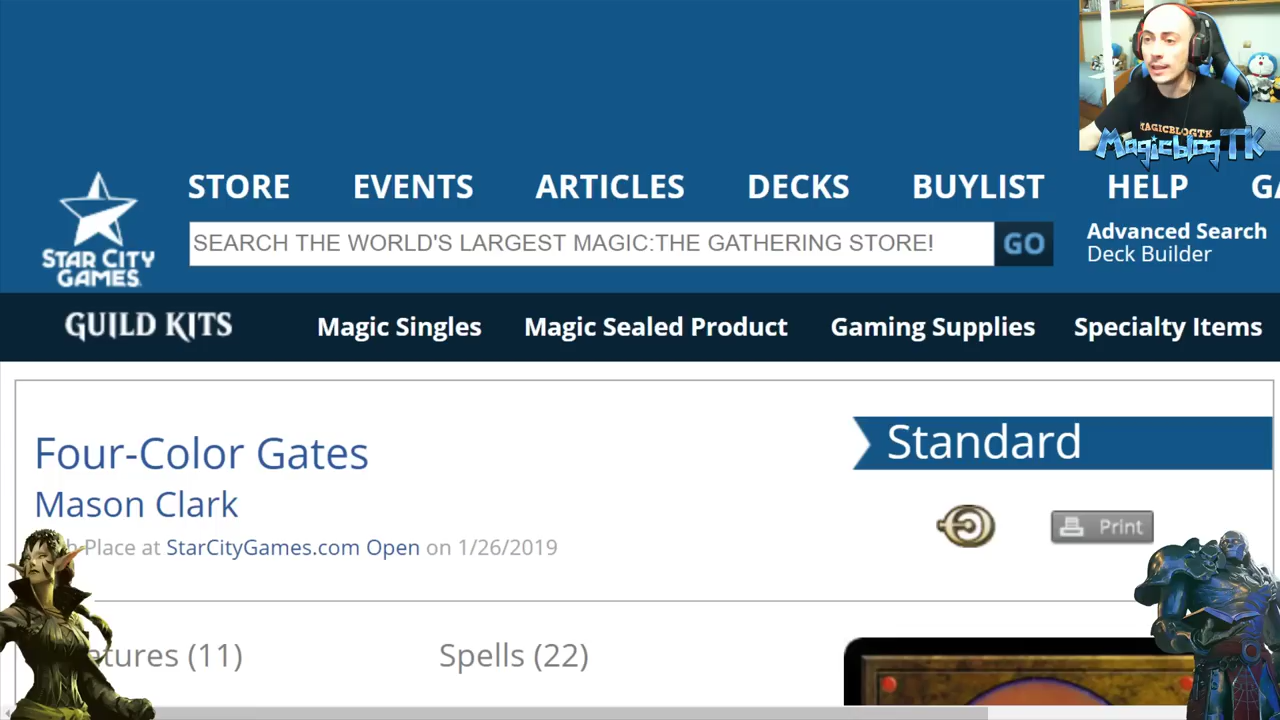 MAGICBLOGTK
MagicblogTK
STORE EVENTS ARTICLES DECKS BUYLIST HELP
SEARCH THE WORLD'S LARGEST MAGIC:THE GATHERING STORE! GO
Advanced Search
Deck Builder
STAR CITY
GAMES
GUILD KITS Magic Singles Magic Sealed Product Gaming Supplies Specialty Items
Four-Color Gates
Standard
Mason Clark
Print
Place at StarCityGames.com Open on 1/26/2019
(11)
Spells (22)